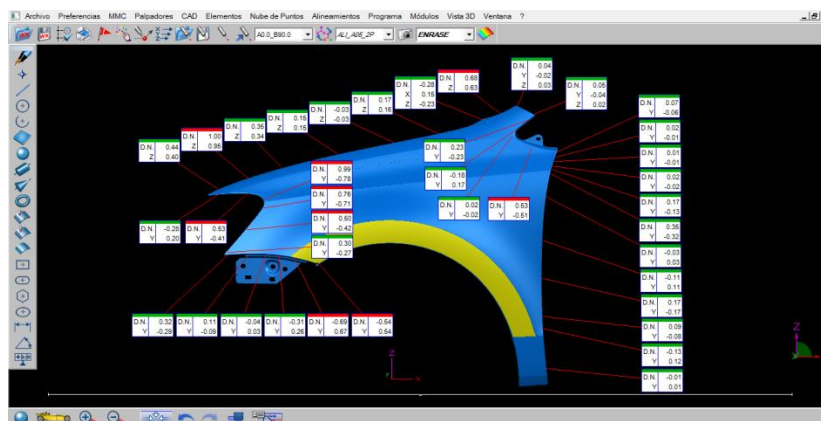 Archivo Preferencias MMC Palpadores CAD Elementos Nube de Puntos Alineamientos Programa Módulos Vista 3D Ventana ?
A0.0_B90.0 ALI_A05_2P ENRASE
D.N. 0.04
Y -0.02
Z 0.03
D.N. 0.68
Z 0.63
D.N. -0.28
X 0.16
Z -0.23
D.N. 0.05
Y -0.04
Z 0.02
D.N. 0.17
Z 0.16
D.N. -0.03
Z -0.03
D.N. 0.15
Z 0.15
D.N. 0.35
Z 0.34
D.N. 1.00
Z 0.95
D.N. 0.44
Z 0.40
D.N. 0.07
Y -0.06
D.N. 0.02
Y -0.01
D.N. 0.01
Y -0.01
D.N. 0.02
Y -0.02
D.N. 0.17
Y -0.13
D.N. 0.35
Y -0.32
D.N. -0.03
Y 0.03
D.N. -0.11
Y 0.11
D.N. 0.17
Y -0.17
D.N. 0.09
Y -0.08
D.N. -0.13
Y 0.12
D.N. -0.01
Y 0.01
D.N. 0.23
Y -0.23
D.N. -0.18
Y 0.17
D.N. 0.02
Y -0.02
D.N. 0.53
Y -0.51
D.N. 0.99
Y -0.78
D.N. 0.76
Y -0.71
D.N. 0.50
Y -0.42
D.N. 0.30
Y -0.27
D.N. -0.28
Y 0.20
D.N. 0.53
Y -0.41
D.N. 0.32
Y -0.29
D.N. 0.11
Y -0.09
D.N. -0.04
Y 0.03
D.N. -0.31
Y 0.26
D.N. -0.69
Y 0.67
D.N. -0.54
Y 0.54
Z
X
Z
X